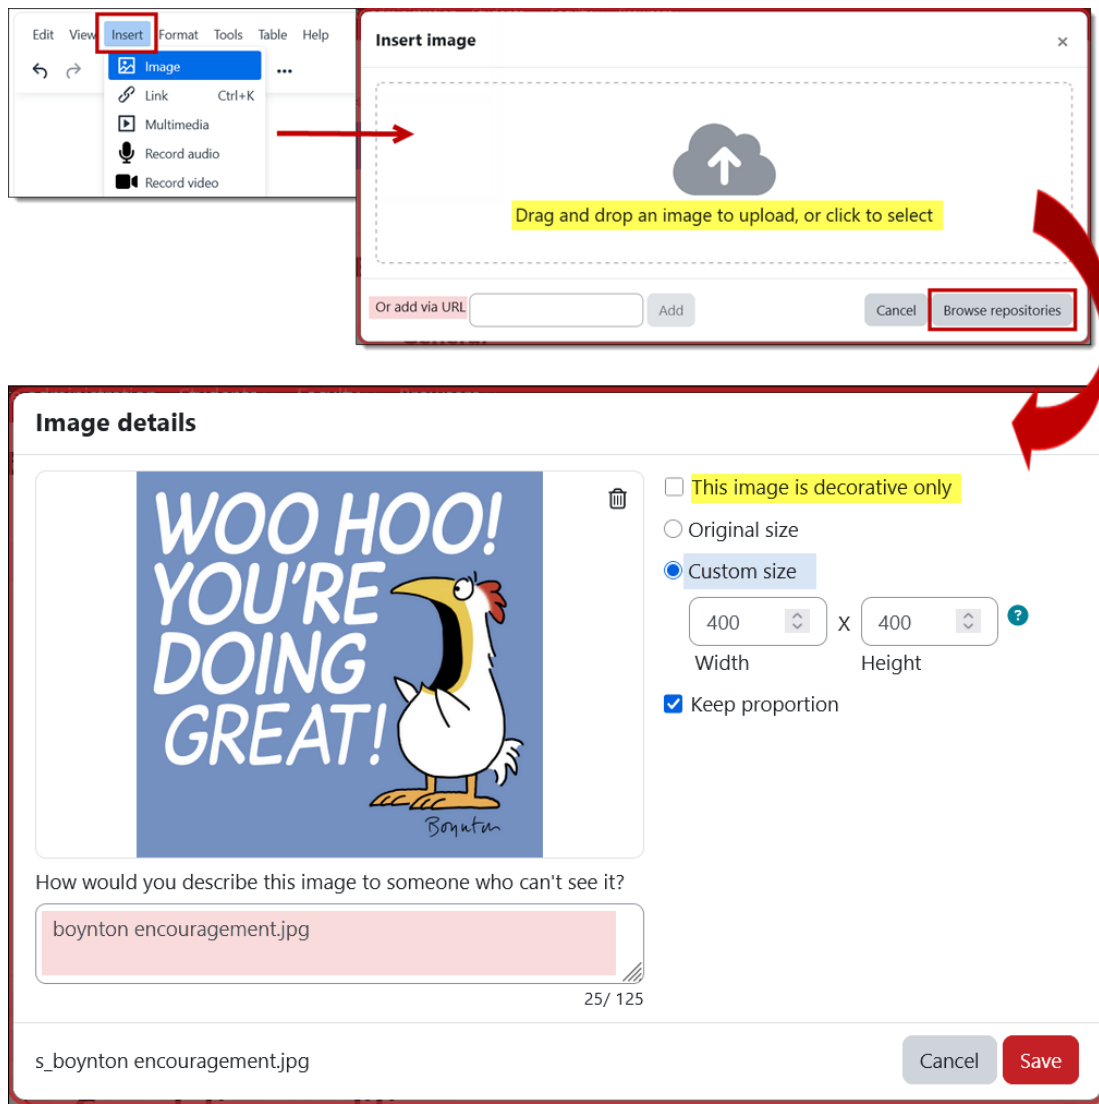 Edit View Insert Format Tools Table Help
Image
Link Ctrl+K
Multimedia
Record audio
Record video
Insert image
Drag and drop an image to upload, or click to select
Or add via URL
Add
Cancel
Browse repositories
Image details
WOO HOO!
YOU'RE
DOING
GREAT!
Boynton
This image is decorative only
Original size
Custom size
400 X 400 ?
Width Height
Keep proportion
How would you describe this image to someone who can't see it?
boynton encouragement.jpg
25/ 125
s_boynton encouragement.jpg
Cancel
Save